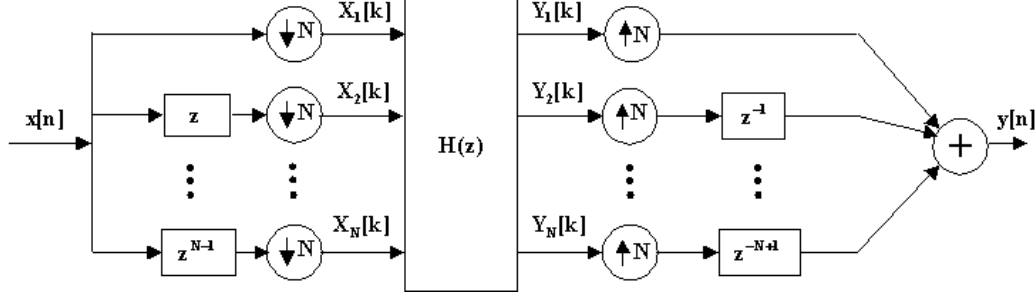 X₁[k] Y₁[k]
↓N ↑N
x[n] X₂[k] Y₂[k] y[n]
z ↓N H(z) ↑N z⁻¹ +
X_N[k] Y_N[k]
z^{N-1} ↓N ↑N z^{-N+1}